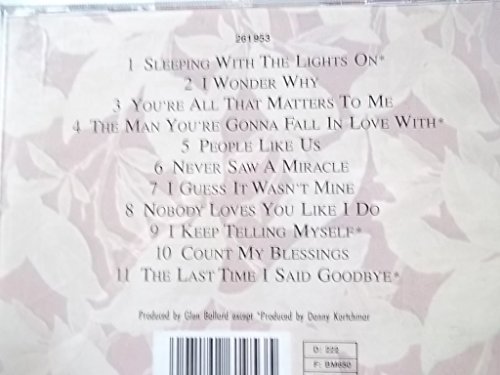 261953
1 SLEEPING WITH THE LIGHTS ON*
2 I WONDER WHY
3 YOU'RE ALL THAT MATTERS TO ME
4 THE MAN YOU'RE GONNA FALL IN LOVE WITH*
5 PEOPLE LIKE US
6 NEVER SAW A MIRACLE
7 I GUESS IT WASN'T MINE
8 NOBODY LOVES YOU LIKE I DO
9 I KEEP TELLING MYSELF*
10 COUNT MY BLESSINGS
11 THE LAST TIME I SAID GOODBYE*
Produced by Glen Ballard except *Produced by Danny Kortchmar
D: 222
F: BM650